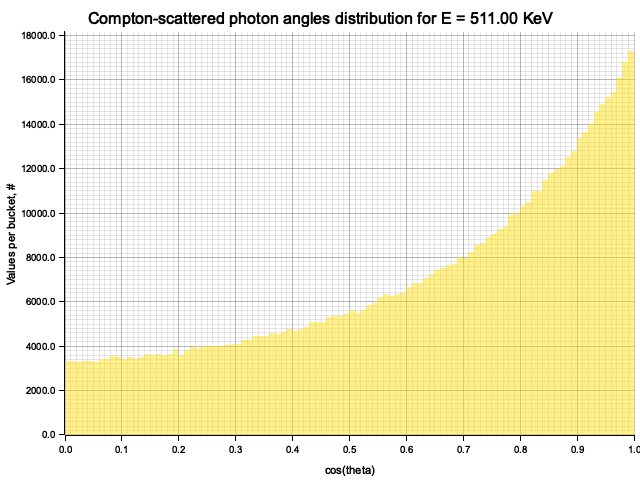 Compton-scattered photon angles distribution for E = 511.00 KeV
18000.0
16000.0
14000.0
12000.0
10000.0
8000.0
6000.0
4000.0
2000.0
0.0
Values per bucket, #
0.0 0.1 0.2 0.3 0.4 0.5 0.6 0.7 0.8 0.9 1.0
cos(theta)